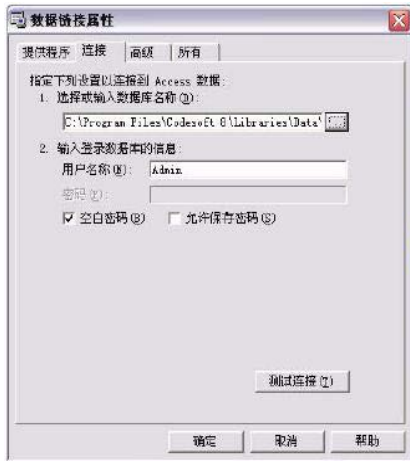 数据链接属性
提供程序 连接 高级 所有
指定下列设置以连接到 Access 数据:
1. 选择或输入数据库名称(D):
C:\Program Files\Codesoft 8\Libraries\Data\ ...
2. 输入登录数据库的信息:
用户名称(N): Admin
密码(P):
空白密码(B) 允许保存密码(S)
测试连接(T)
确定 取消 帮助